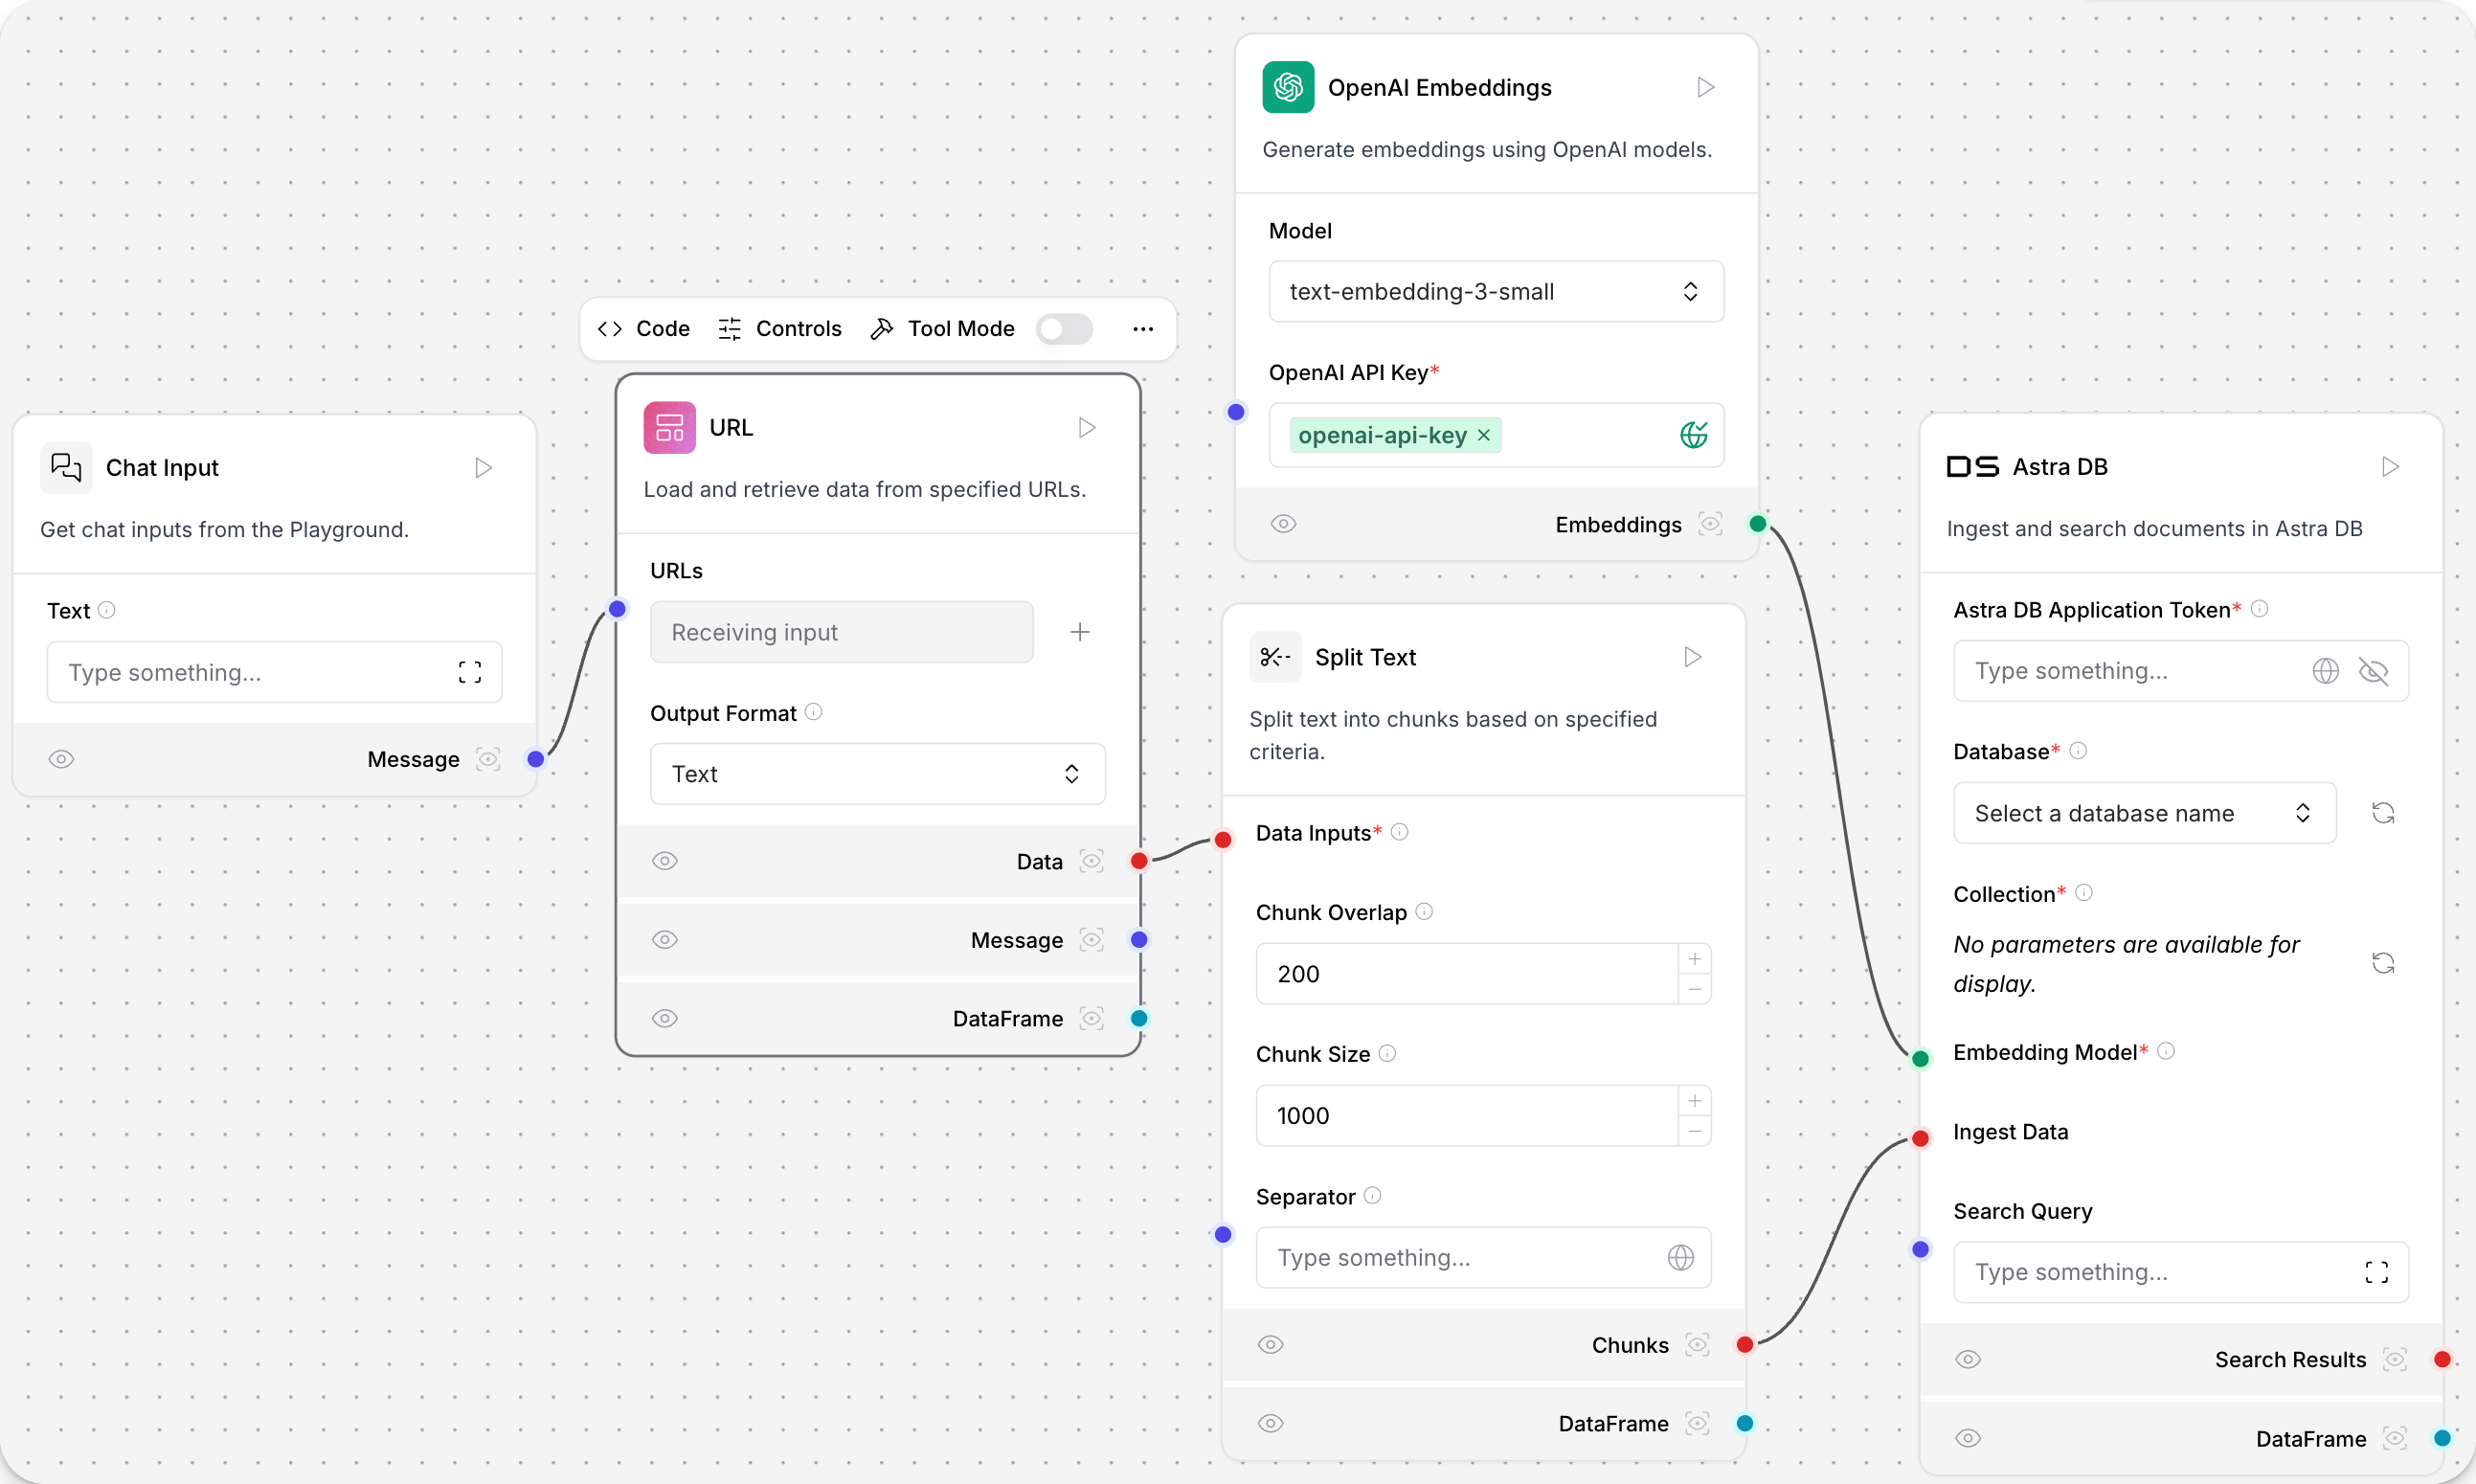 Chat Input
Get chat inputs from the Playground.
Text
Type something...
Message
Code
Controls
Tool Mode
URL
Load and retrieve data from specified URLs.
URLs
Receiving input
Output Format
Text
Data
Message
DataFrame
OpenAI Embeddings
Generate embeddings using OpenAI models.
Model
text-embedding-3-small
OpenAI API Key*
openai-api-key
Embeddings
Split Text
Split text into chunks based on specified
criteria.
Data Inputs*
Chunk Overlap
200
Chunk Size
1000
Separator
Type something...
Chunks
DataFrame
DS Astra DB
Ingest and search documents in Astra DB
Astra DB Application Token*
Type something...
Database*
Select a database name
Collection*
No parameters are available for
display.
Embedding Model*
Ingest Data
Search Query
Type something...
Search Results
DataFrame